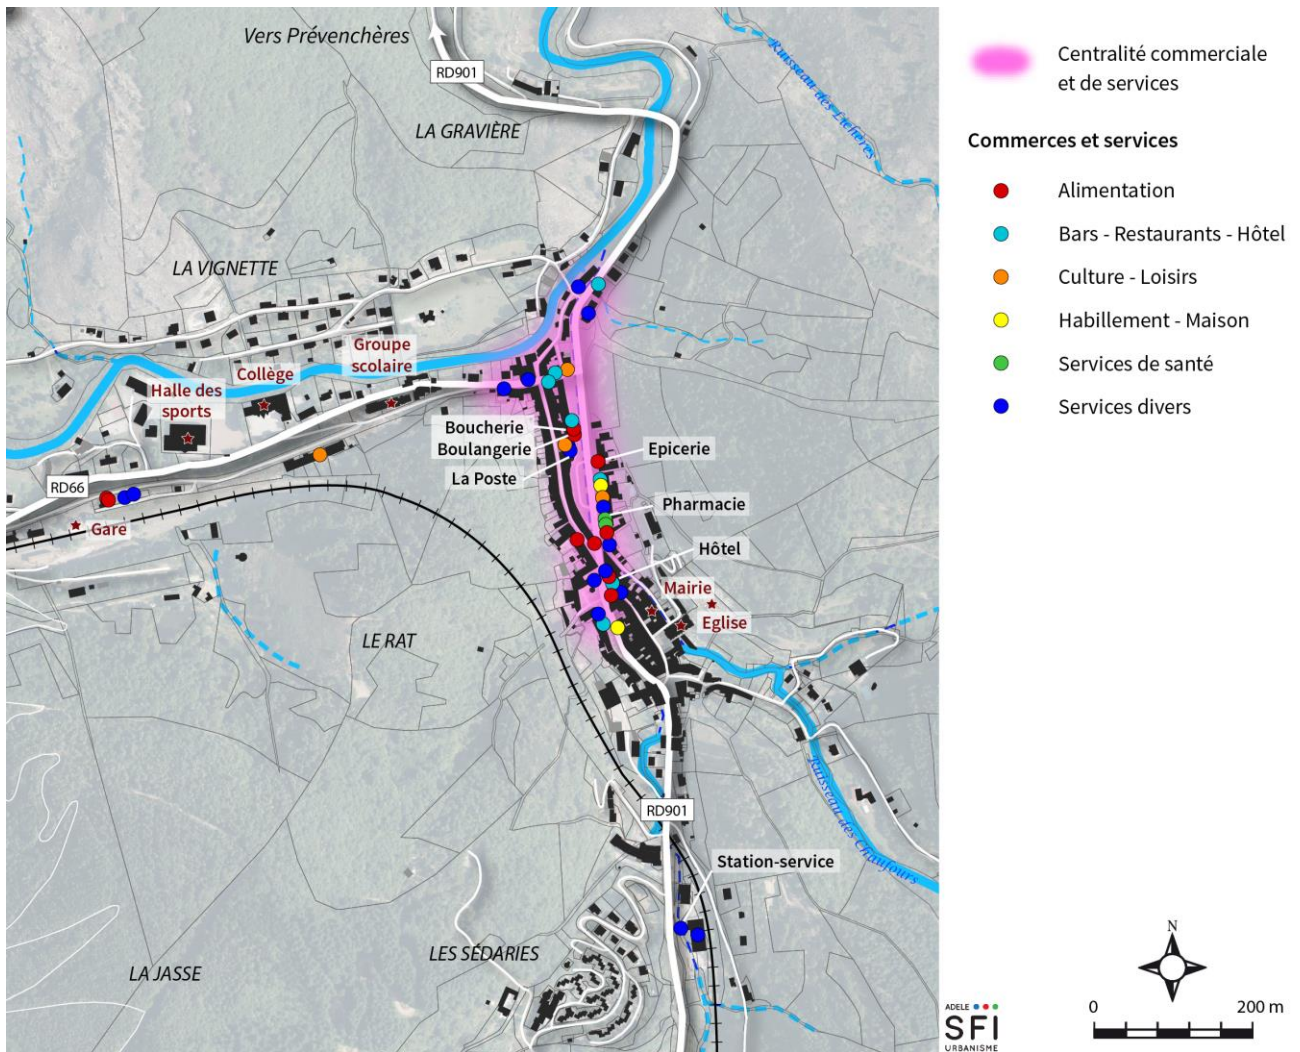 Vers Prévenchères
RD901
LA GRAVIÈRE
Ruisseau des Lichères
LA VIGNETTE
Groupe
scolaire
Collège
Halle des
sports
Boucherie
Boulangerie
La Poste
Epicerie
RD66
Gare
Pharmacie
Hôtel
Mairie
Eglise
LE RAT
RD901
Ruisseau des Chaufours
Station-service
LES SÉDARIES
LA JASSE
Centralité commerciale
et de services
Commerces et services
Alimentation
Bars - Restaurants - Hôtel
Culture - Loisirs
Habillement - Maison
Services de santé
Services divers
N
0 200 m
ADELE
SFI
URBANISME